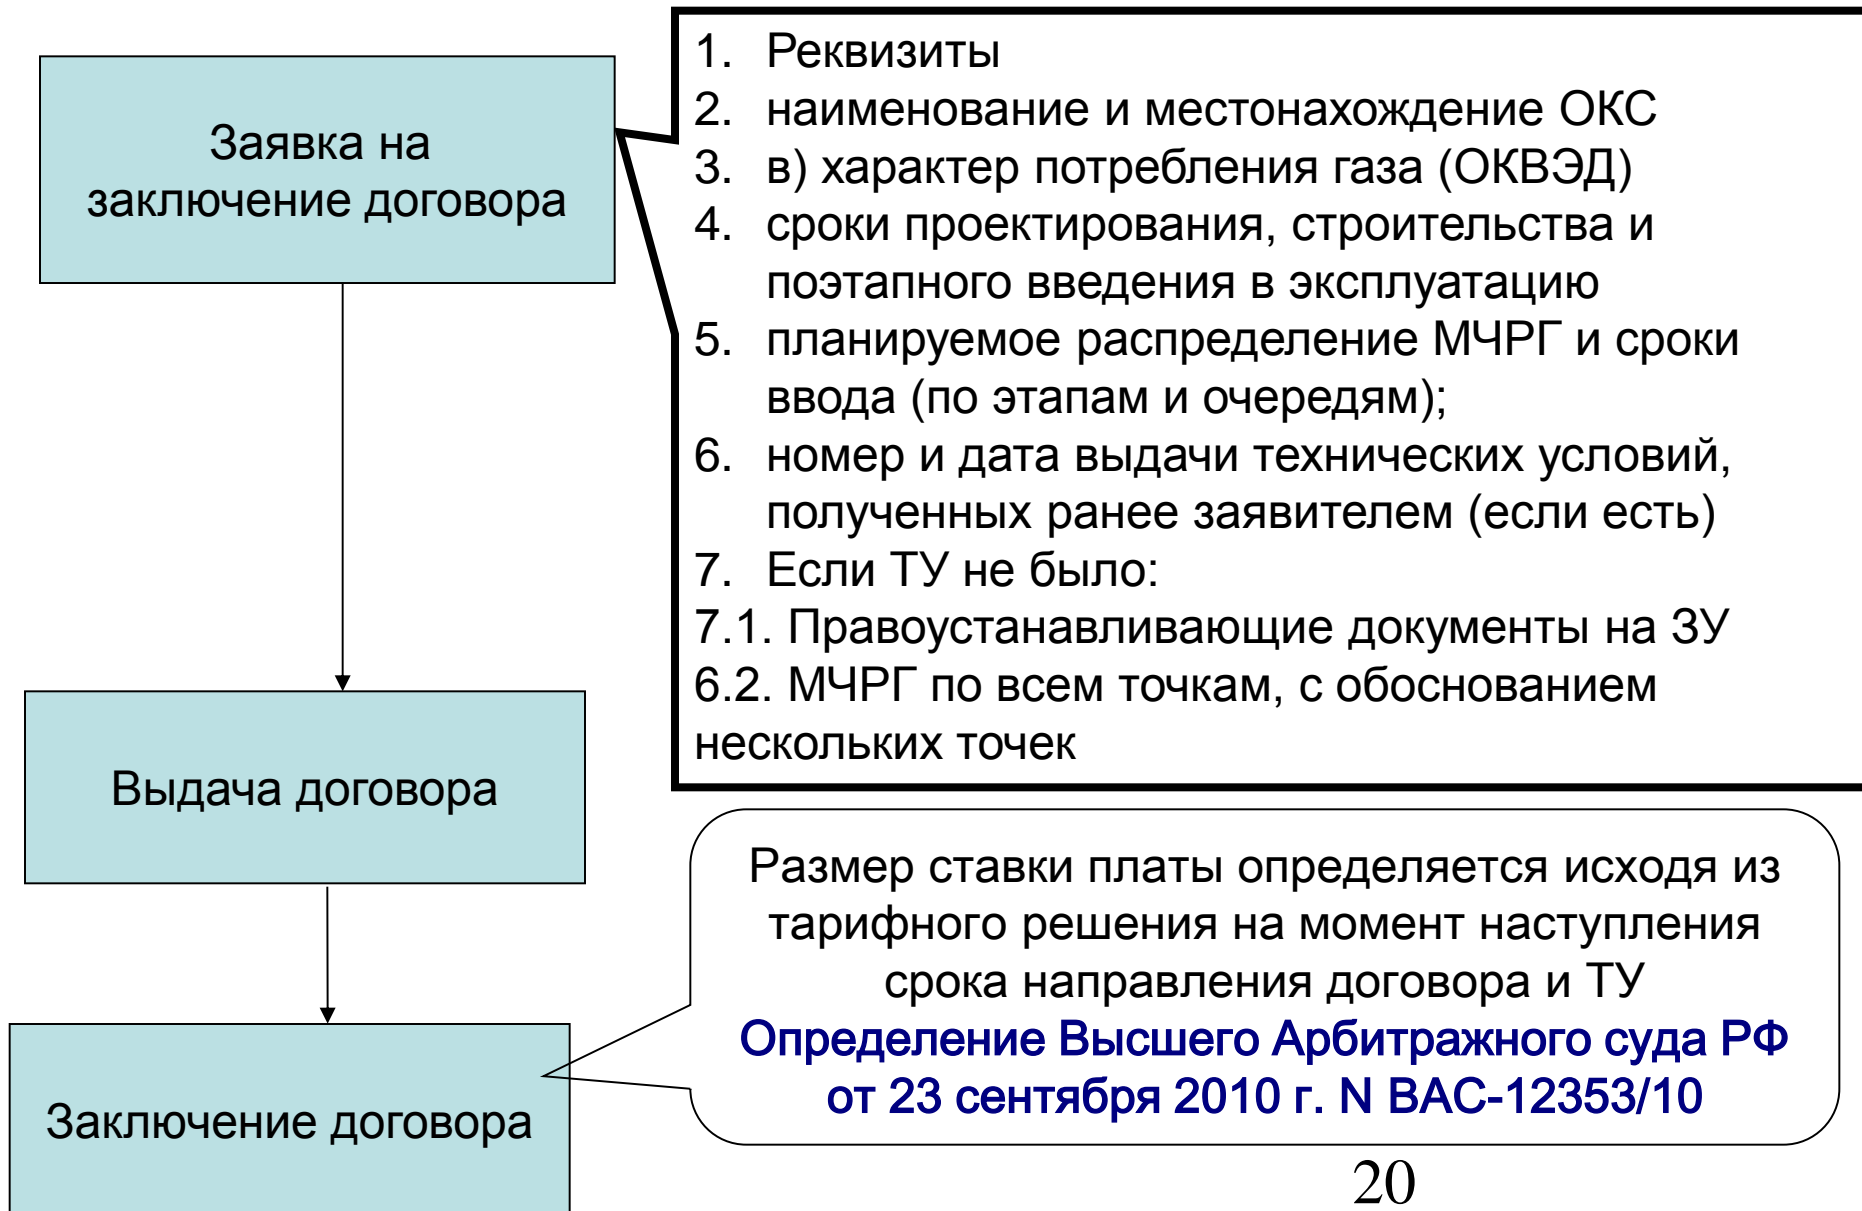 Заявка на
заключение договора
1. Реквизиты
2. наименование и местонахождение ОКС
3. в) характер потребления газа (ОКВЭД)
4. сроки проектирования, строительства и
поэтапного введения в эксплуатацию
5. планируемое распределение МЧРГ и сроки
ввода (по этапам и очередям);
6. номер и дата выдачи технических условий,
полученных ранее заявителем (если есть)
7. Если ТУ не было:
7.1. Правоустанавливающие документы на ЗУ
6.2. МЧРГ по всем точкам, с обоснованием
нескольких точек
Выдача договора
Размер ставки платы определяется исходя из
тарифного решения на момент наступления
срока направления договора и ТУ
Определение Высшего Арбитражного суда РФ
от 23 сентября 2010 г. N ВАС-12353/10
Заключение договора
20